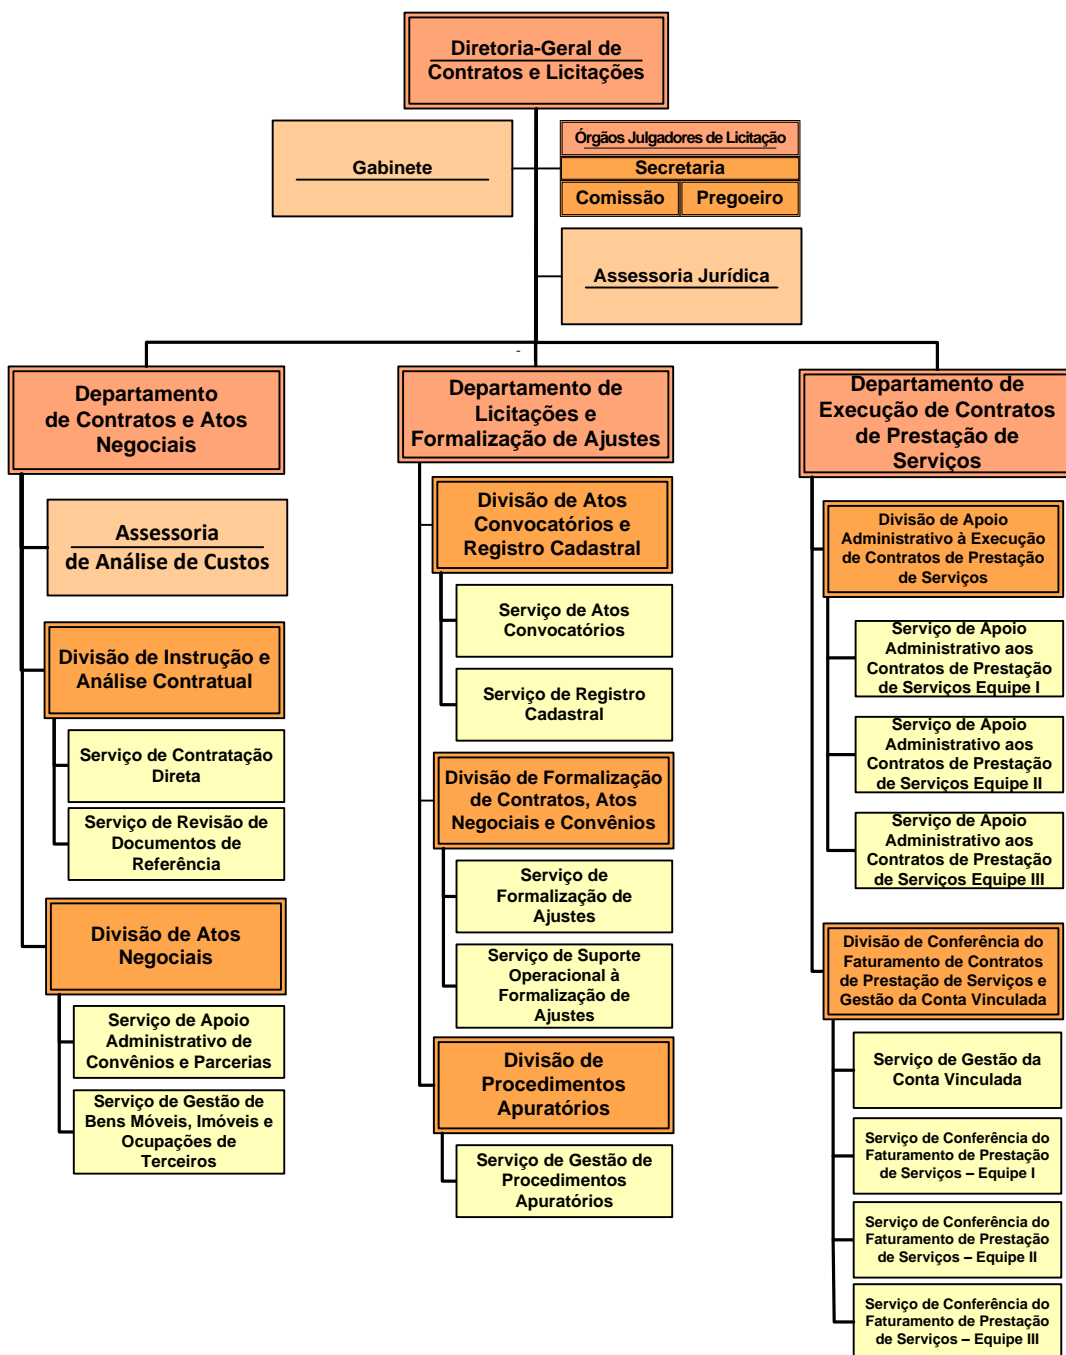 Diretoria-Geral de
Contratos e Licitações
Gabinete
Órgãos Julgadores de Licitação
Secretaria
Comissão
Pregoeiro
Assessoria Jurídica
-
Departamento
de Contratos e Atos
Negociais
Assessoria
de Análise de Custos
Divisão de Instrução e
Análise Contratual
Serviço de Contratação
Direta
Serviço de Revisão de
Documentos de
Referência
Divisão de Atos
Negociais
Serviço de Apoio
Administrativo de
Convênios e Parcerias
Serviço de Gestão de
Bens Móveis, Imóveis e
Ocupações de
Terceiros
Departamento de
Licitações e
Formalização de Ajustes
Divisão de Atos
Convocatórios e
Registro Cadastral
Serviço de Atos
Convocatórios
Serviço de Registro
Cadastral
Divisão de Formalização
de Contratos, Atos
Negociais e Convênios
Serviço de
Formalização de
Ajustes
Serviço de Suporte
Operacional à
Formalização de
Ajustes
Divisão de
Procedimentos
Apuratórios
Serviço de Gestão de
Procedimentos
Apuratórios
Departamento de
Execução de Contratos
de Prestação de
Serviços
Divisão de Apoio
Administrativo à Execução
de Contratos de Prestação
de Serviços
Serviço de Apoio
Administrativo aos
Contratos de Prestação
de Serviços Equipe I
Serviço de Apoio
Administrativo aos
Contratos de Prestação
de Serviços Equipe II
Serviço de Apoio
Administrativo aos
Contratos de Prestação
de Serviços Equipe III
Divisão de Conferência do
Faturamento de Contratos
de Prestação de Serviços e
Gestão da Conta Vinculada
Serviço de Gestão da
Conta Vinculada
Serviço de Conferência do
Faturamento de Prestação
de Serviços – Equipe I
Serviço de Conferência do
Faturamento de Prestação
de Serviços – Equipe II
Serviço de Conferência do
Faturamento de Prestação
de Serviços – Equipe III